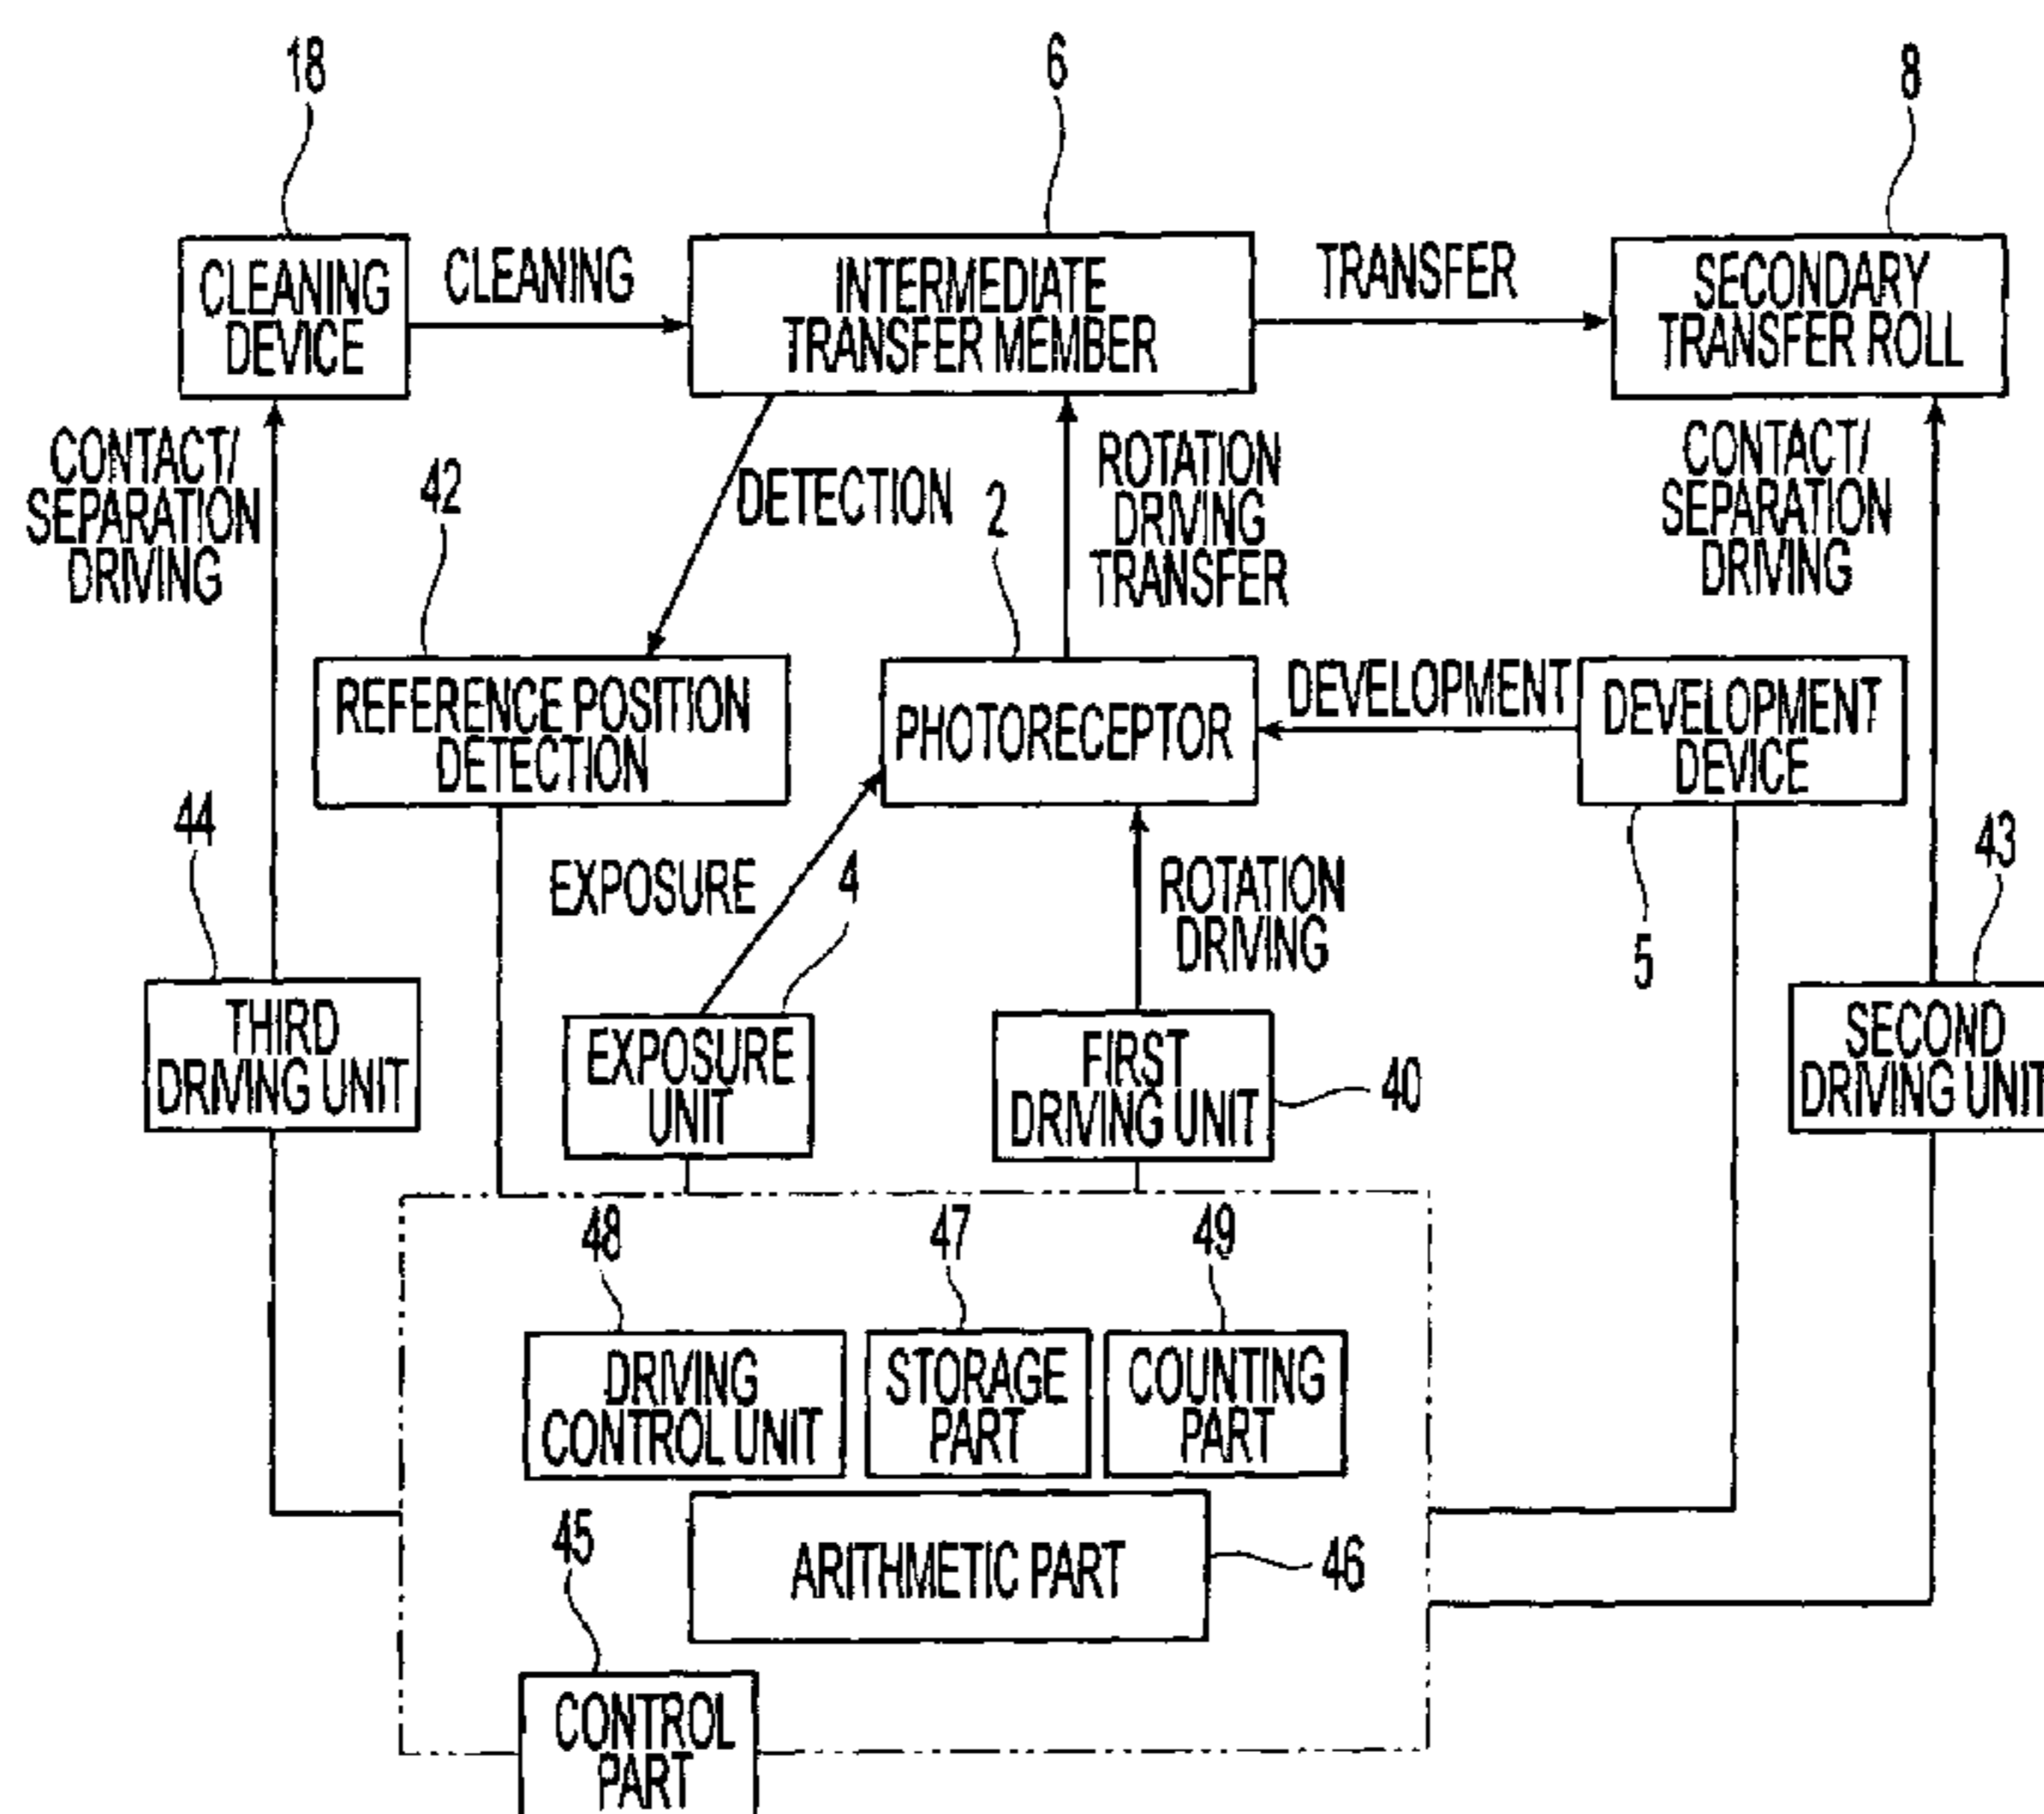 18
6
8
CLEANING
DEVICE
CLEANING
INTERMEDIATE
TRANSFER MEMBER
TRANSFER
SECONDARY
TRANSFER ROLL
CONTACT/
SEPARATION
DRIVING
42
DETECTION
2
ROTATION
DRIVING
TRANSFER
CONTACT/
SEPARATION
DRIVING
REFERENCE POSITION
DETECTION
PHOTORECEPTOR
DEVELOPMENT
DEVELOPMENT
DEVICE
44
EXPOSURE
4
ROTATION
DRIVING
5
43
THIRD
DRIVING UNIT
EXPOSURE
UNIT
FIRST
DRIVING UNIT
40
SECOND
DRIVING UNIT
48
47
49
DRIVING
CONTROL UNIT
STORAGE
PART
COUNTING
PART
45
ARITHMETIC PART
46
CONTROL
PART